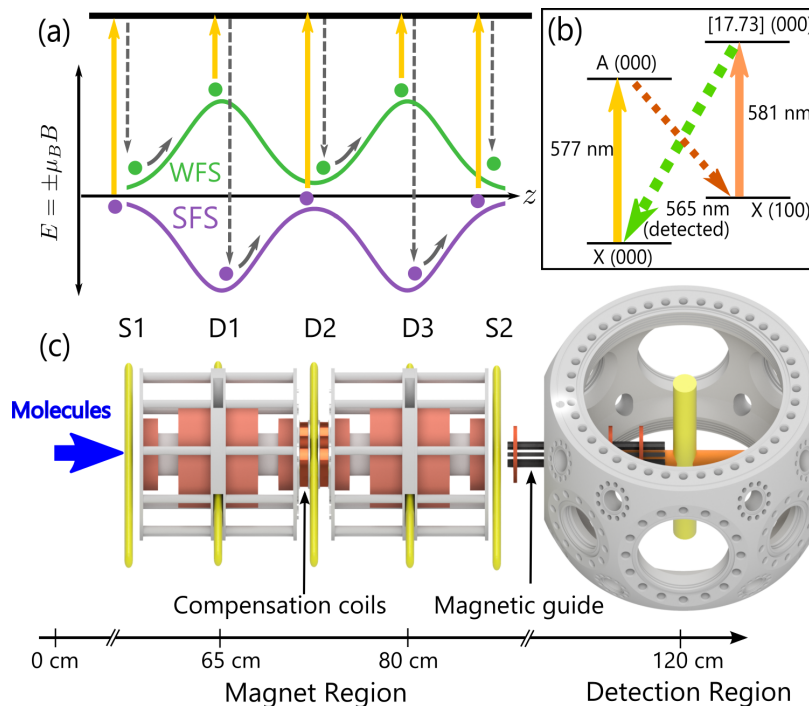 (a)
E = ±μ_B B
WFS
SFS
z
(b)
[17.73] (000)
A (000)
577 nm
581 nm
565 nm
(detected)
X (100)
X (000)
(c)
S1 D1 D2 D3 S2
Molecules
Compensation coils
Magnetic guide
0 cm 65 cm 80 cm 120 cm
Magnet Region Detection Region